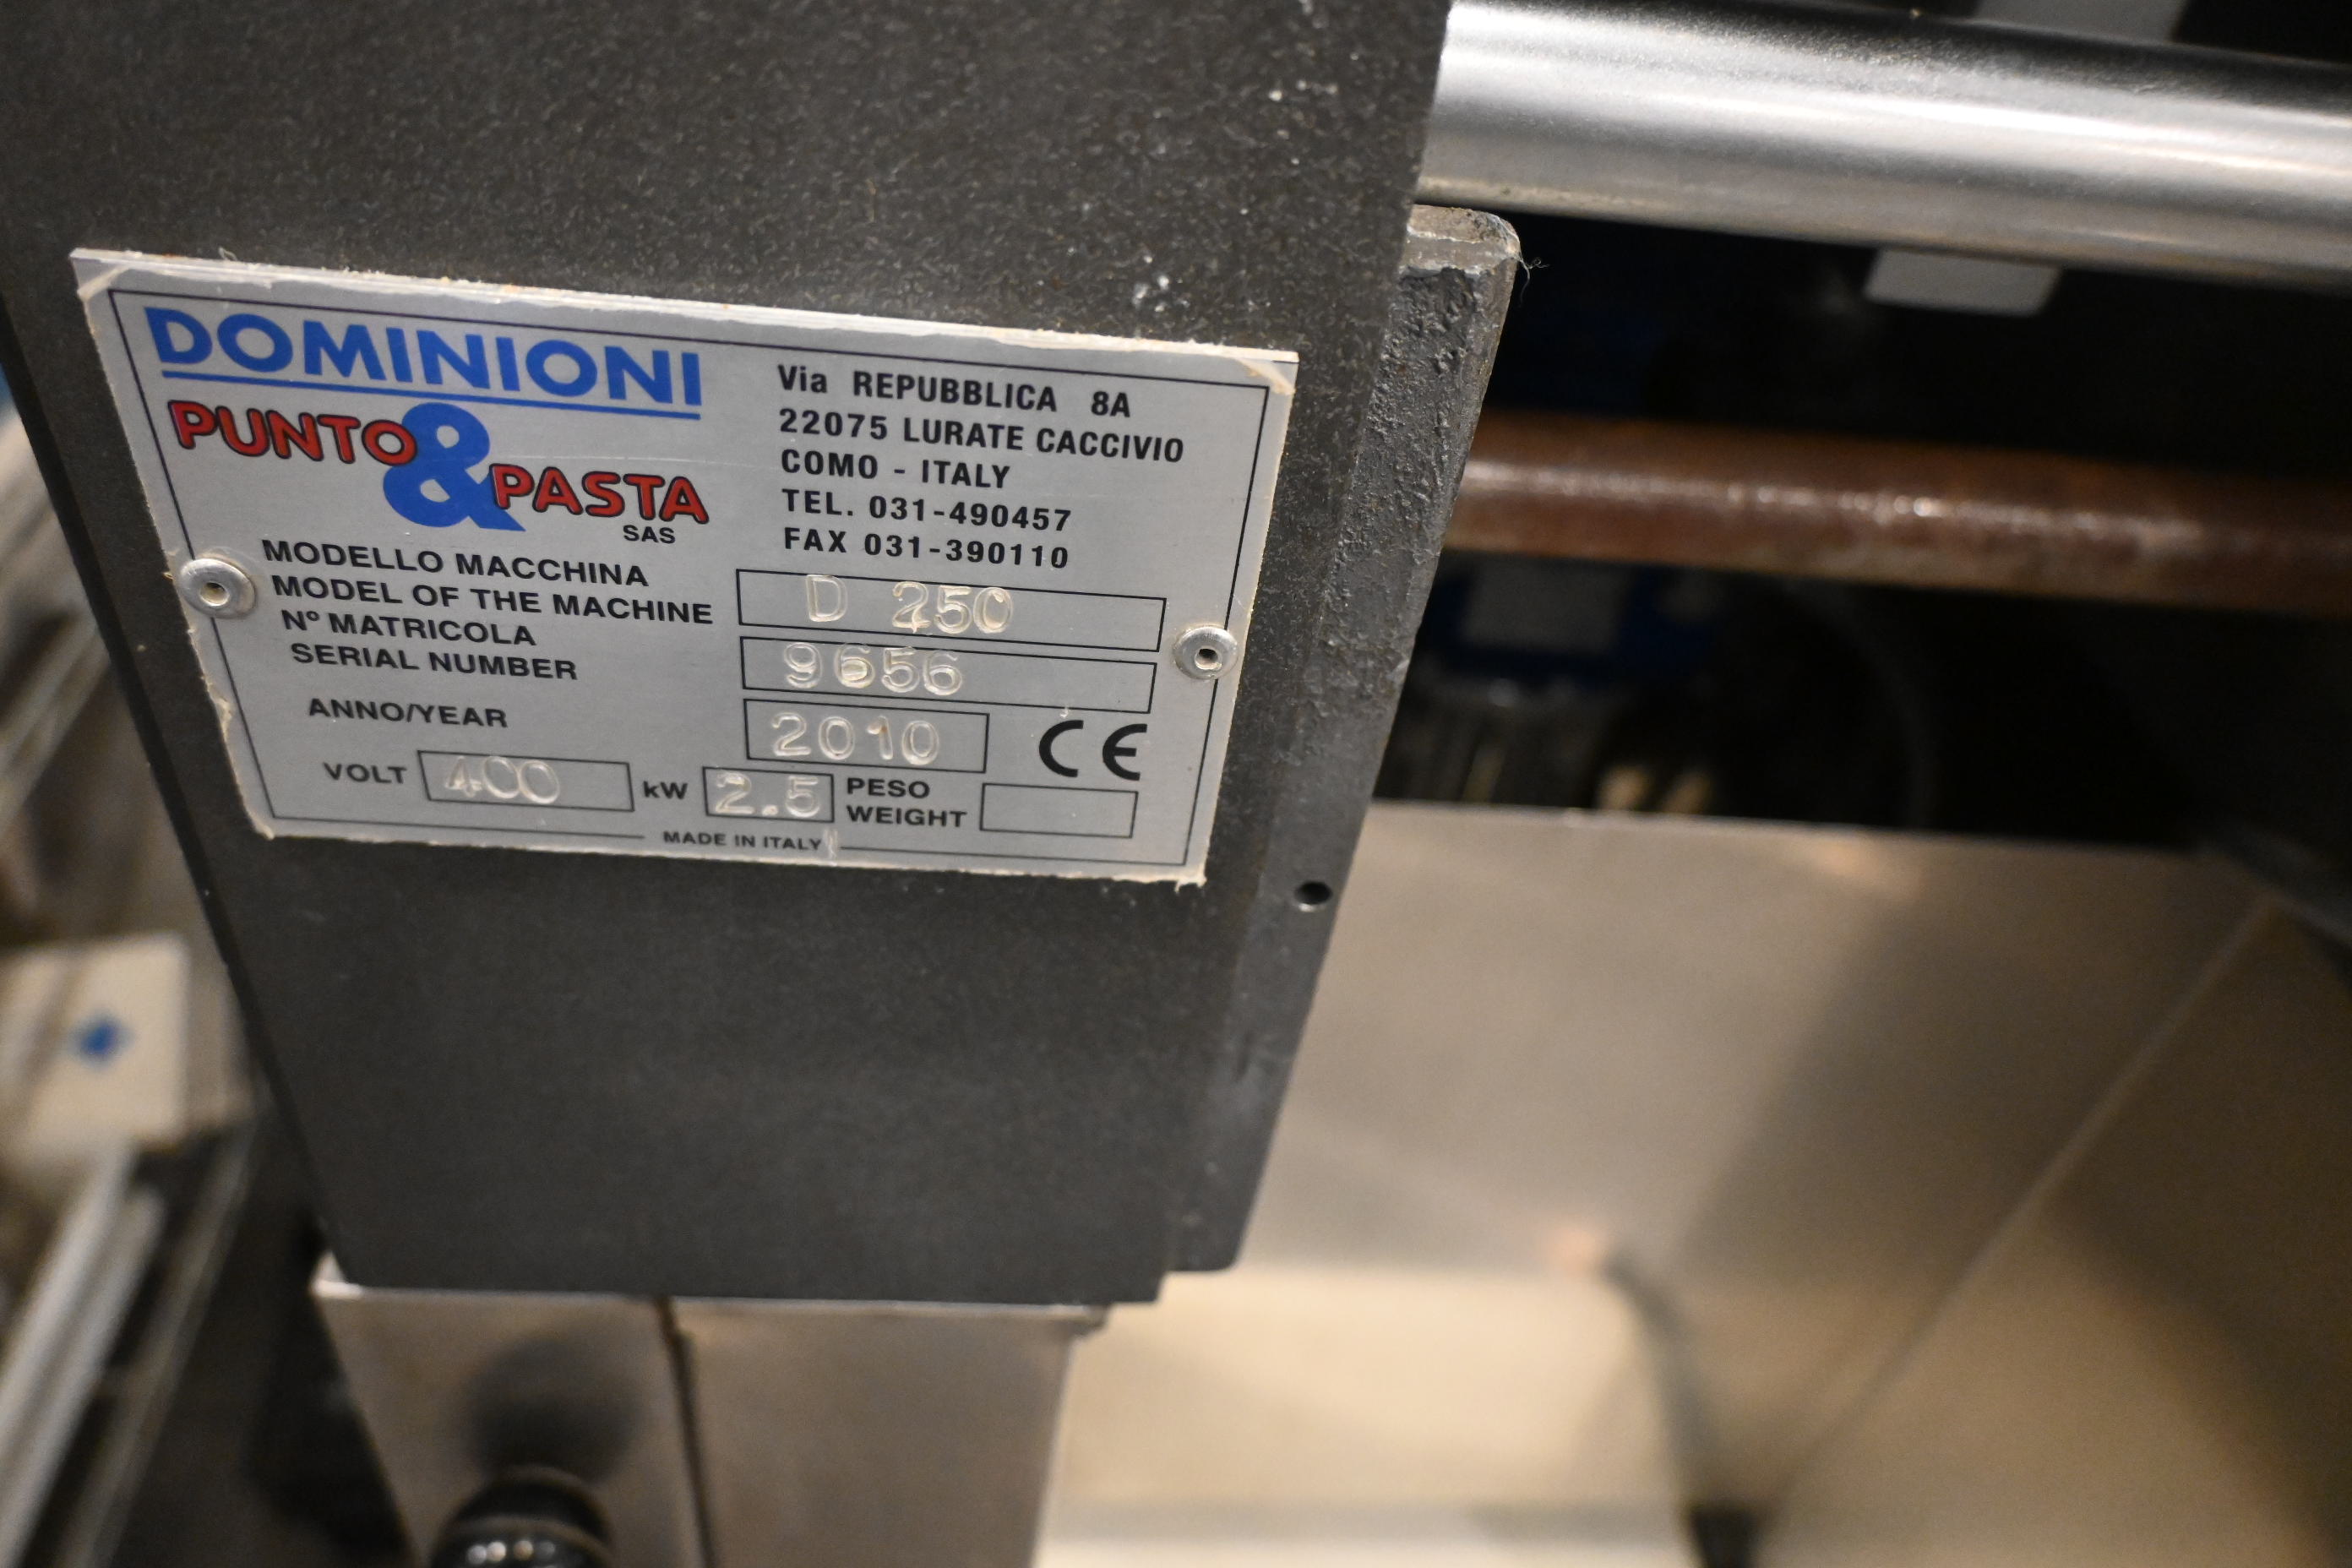 DOMINIONI
PUNTO & PASTA
SAS
Via REPUBBLICA 8A
22075 LURATE CACCIVIO
COMO - ITALY
TEL. 031-490457
FAX 031-390110
MODELLO MACCHINA
MODEL OF THE MACHINE D 250
Nº MATRICOLA
SERIAL NUMBER 9656
ANNO/YEAR 2010 CE
VOLT 400 kW 2.5 PESO
WEIGHT
MADE IN ITALY